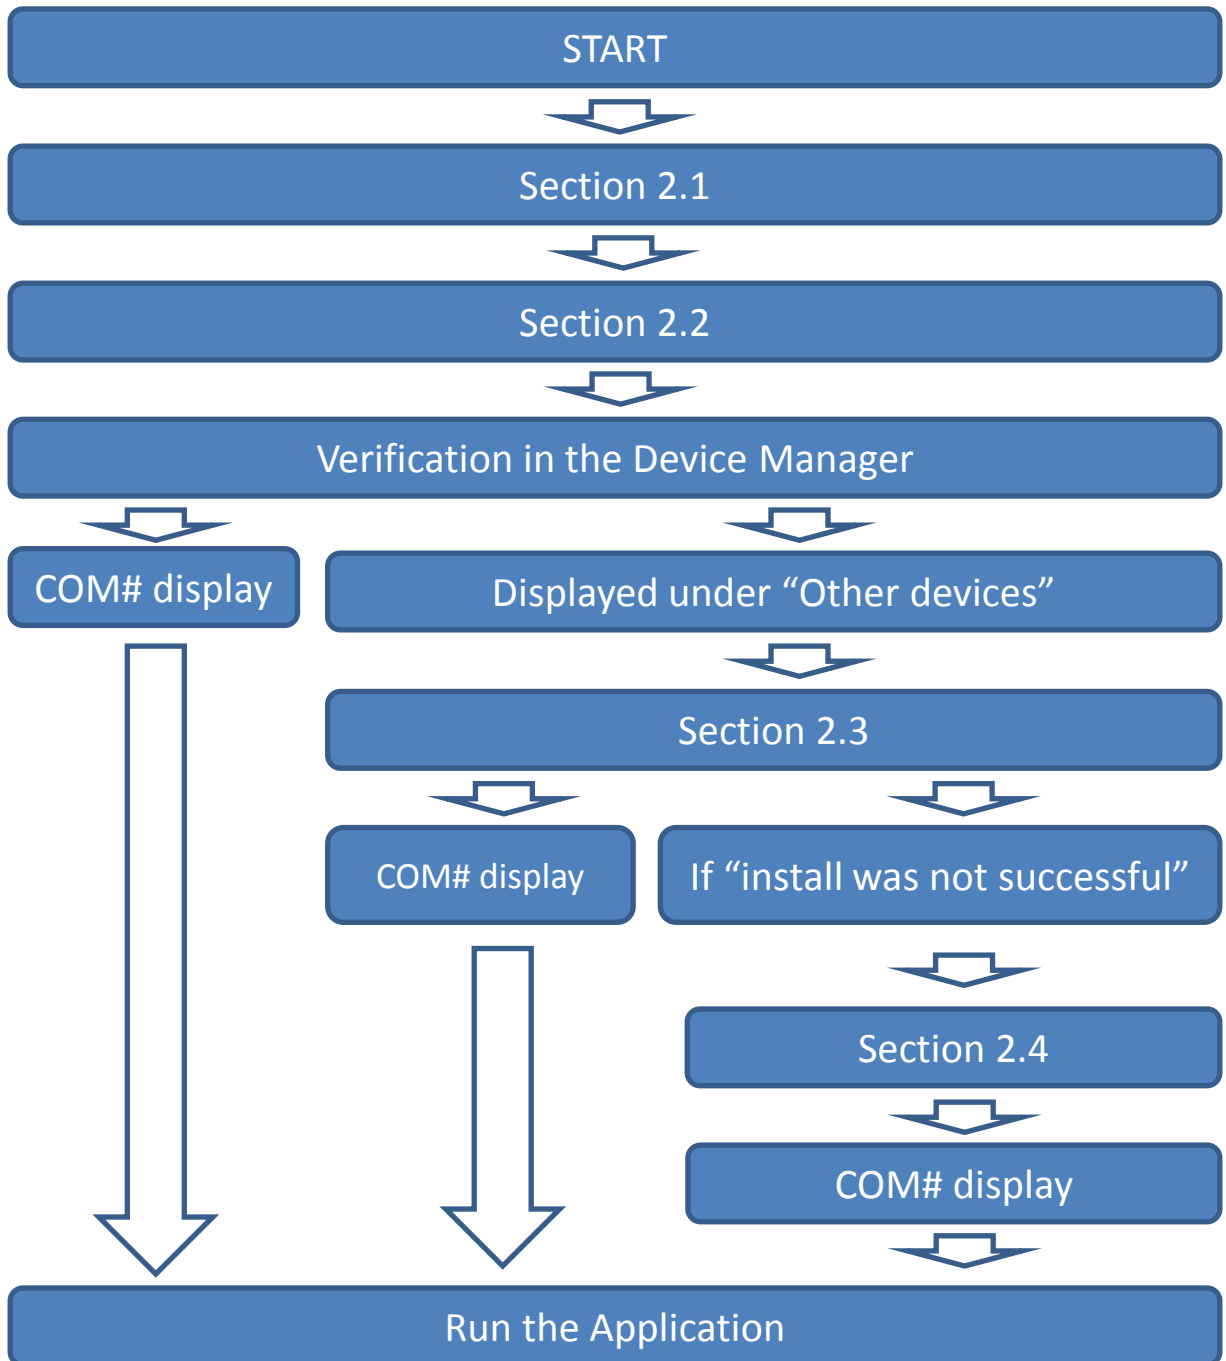 START
Section 2.1
Section 2.2
Verification in the Device Manager
COM# display
Displayed under “Other devices”
Section 2.3
COM# display
If “install was not successful”
Section 2.4
COM# display
Run the Application